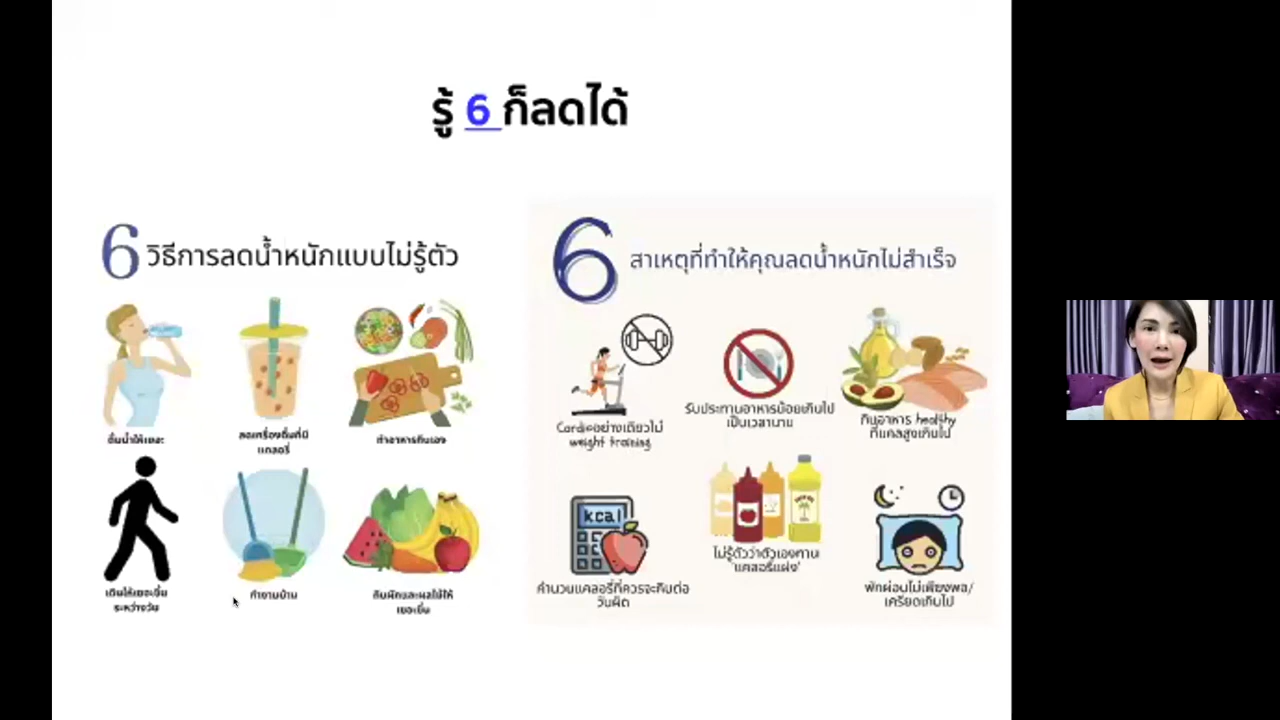 รู้ 6 ก็ลดได้
6 วิธีการลดน้ำหนักแบบไม่รู้ตัว
ดื่มน้ำให้เยอะ
ลดเครื่องดื่มที่มี
แคลอรี่
ทำอาหารกินเอง
เดินให้เยอะขึ้น
ระหว่างวัน
ทำงานบ้าน
กินผักและผลไม้ให้
เยอะขึ้น
6 สาเหตุที่ทำให้คุณลดน้ำหนักไม่สำเร็จ
Cardioอย่างเดียวไม่
weight training
รับประทานอาหารน้อยเกินไป
เป็นเวลานาน
กินอาหาร healthy
ที่แคลสูงเกินไป
kcal
คำนวนแคลอรี่ที่ควรจะกินต่อ
วันผิด
ไม่รู้ตัวว่าตัวเองทาน
'แคลอรี่แฝง'
พักผ่อนไม่เพียงพอ/
เครียดเกินไป